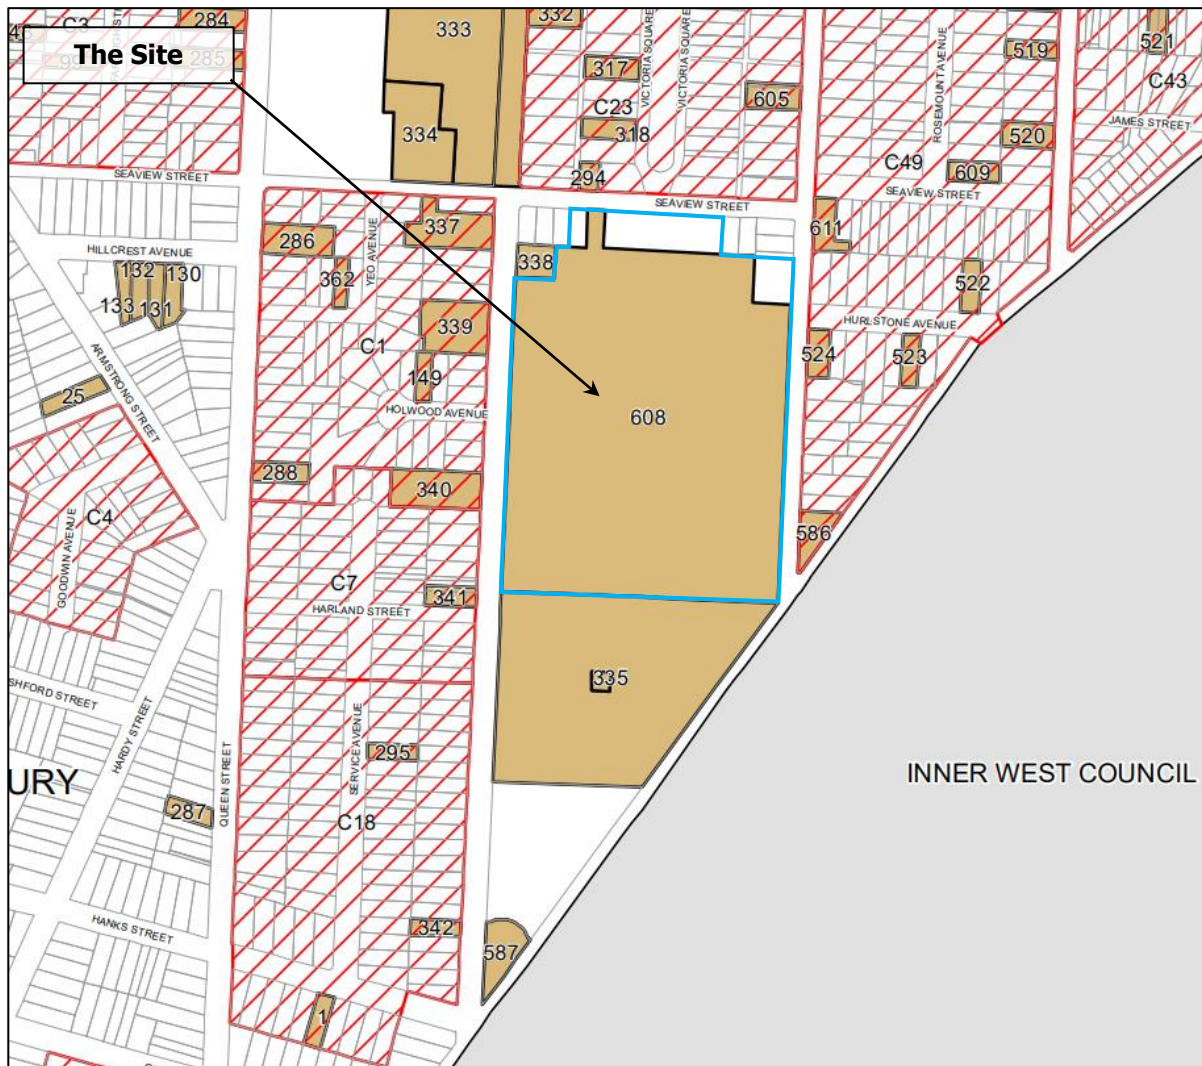 C3
284
333
332
519
521
The Site
285
317
VICTORIA SQUARE
VICTORIA SQUARE
ROSEMOUNT AVENUE
C43
605
C23
334
318
520
JAMES STREET
C49
609
294
SEAVIEW STREET
SEAVIEW STREET
SEAVIEW STREET
286
337
611
YEO AVENUE
HILLCREST AVENUE
132
130
362
338
522
133
131
339
HURLSTONE AVENUE
C1
524
523
ARMSTRONG STREET
149
25
HOLWOOD AVENUE
608
288
340
C4
586
GOODWIN AVENUE
C7
341
HARLAND STREET
335
SHFORD STREET
HARDY STREET
SERVICE AVENUE
295
QUEEN STREET
URY
INNER WEST COUNCIL
287
C18
HANKS STREET
342
587
1